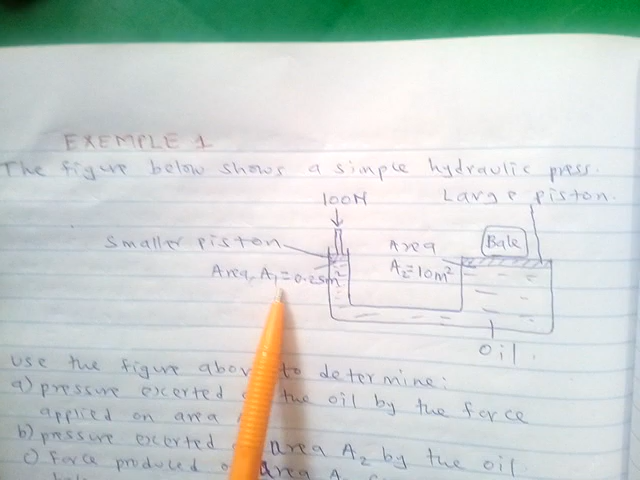 EXEMPLE 1
The figure below shows a simple hydraulic press.
100N
Large piston.
Smaller piston
Area
Bale
Area, A1=0.25m²
A2=10m²
Oil.
Use the figure above to determine:
a) pressure excerted the oil by the force
applied on area
b) pressure excerted area A2 by the oil
c) Force produced area